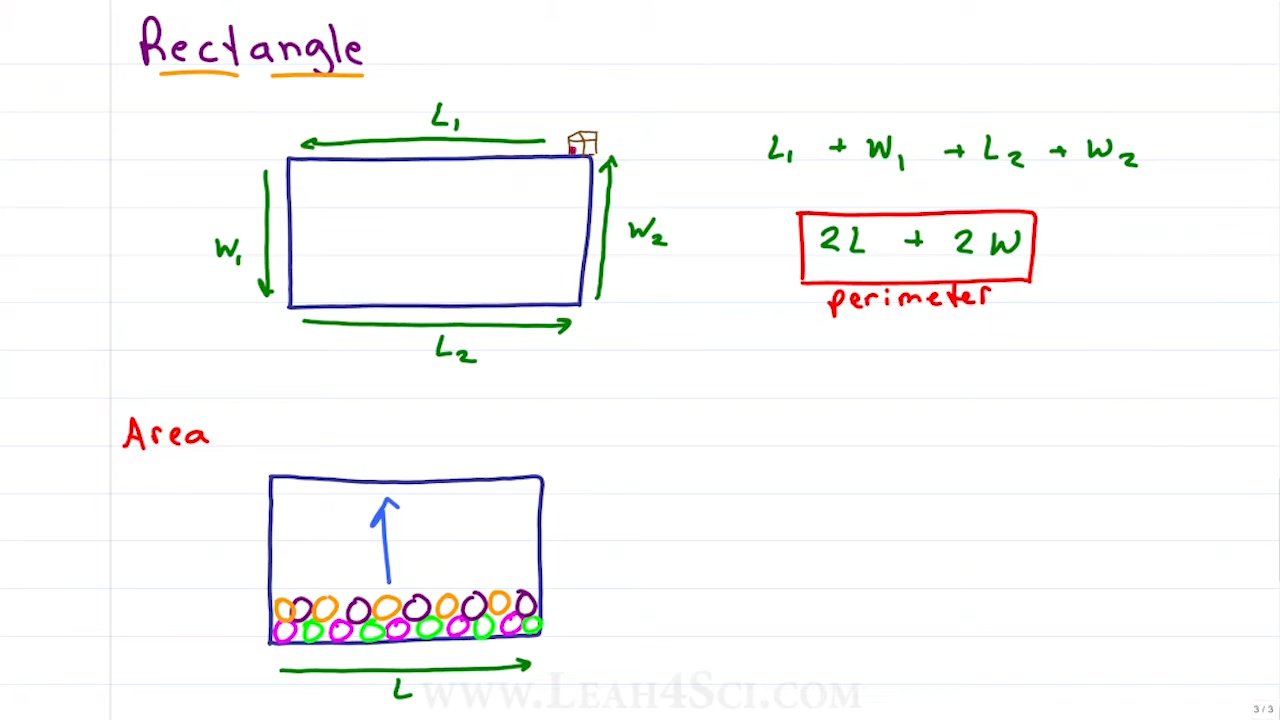 Rectangle
L₁
L₁ + W₁ + L₂ + W₂
W₁
W₂
2L + 2W
perimeter
L₂
Area
L
www.Leah4Sci.com
3 / 3